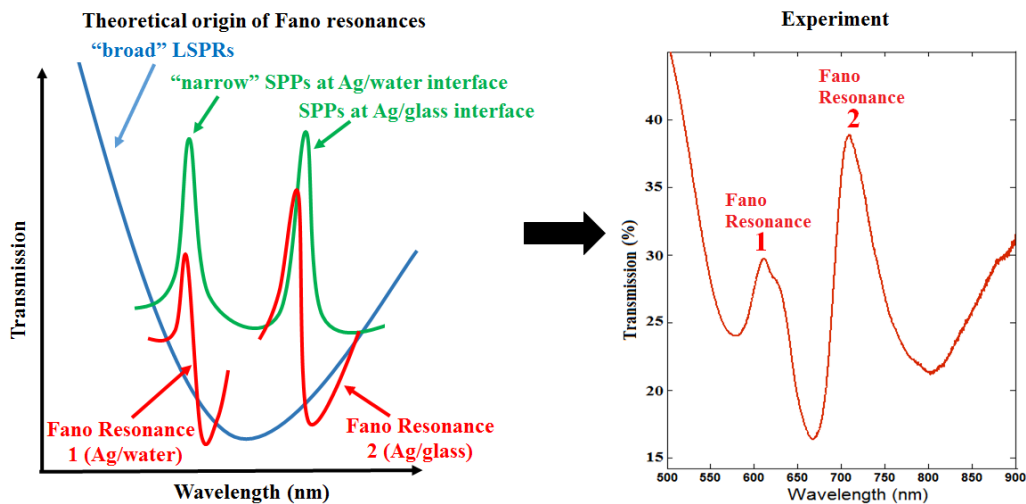 Theoretical origin of Fano resonances
“broad” LSPRs
“narrow” SPPs at Ag/water interface
SPPs at Ag/glass interface
Transmission
Fano Resonance
1 (Ag/water)
Fano Resonance
2 (Ag/glass)
Wavelength (nm)
Experiment
Fano
Resonance
1
Fano
Resonance
2
Transmission (%)
40
35
30
25
20
15
500 550 600 650 700 750 800 850 900
Wavelength (nm)